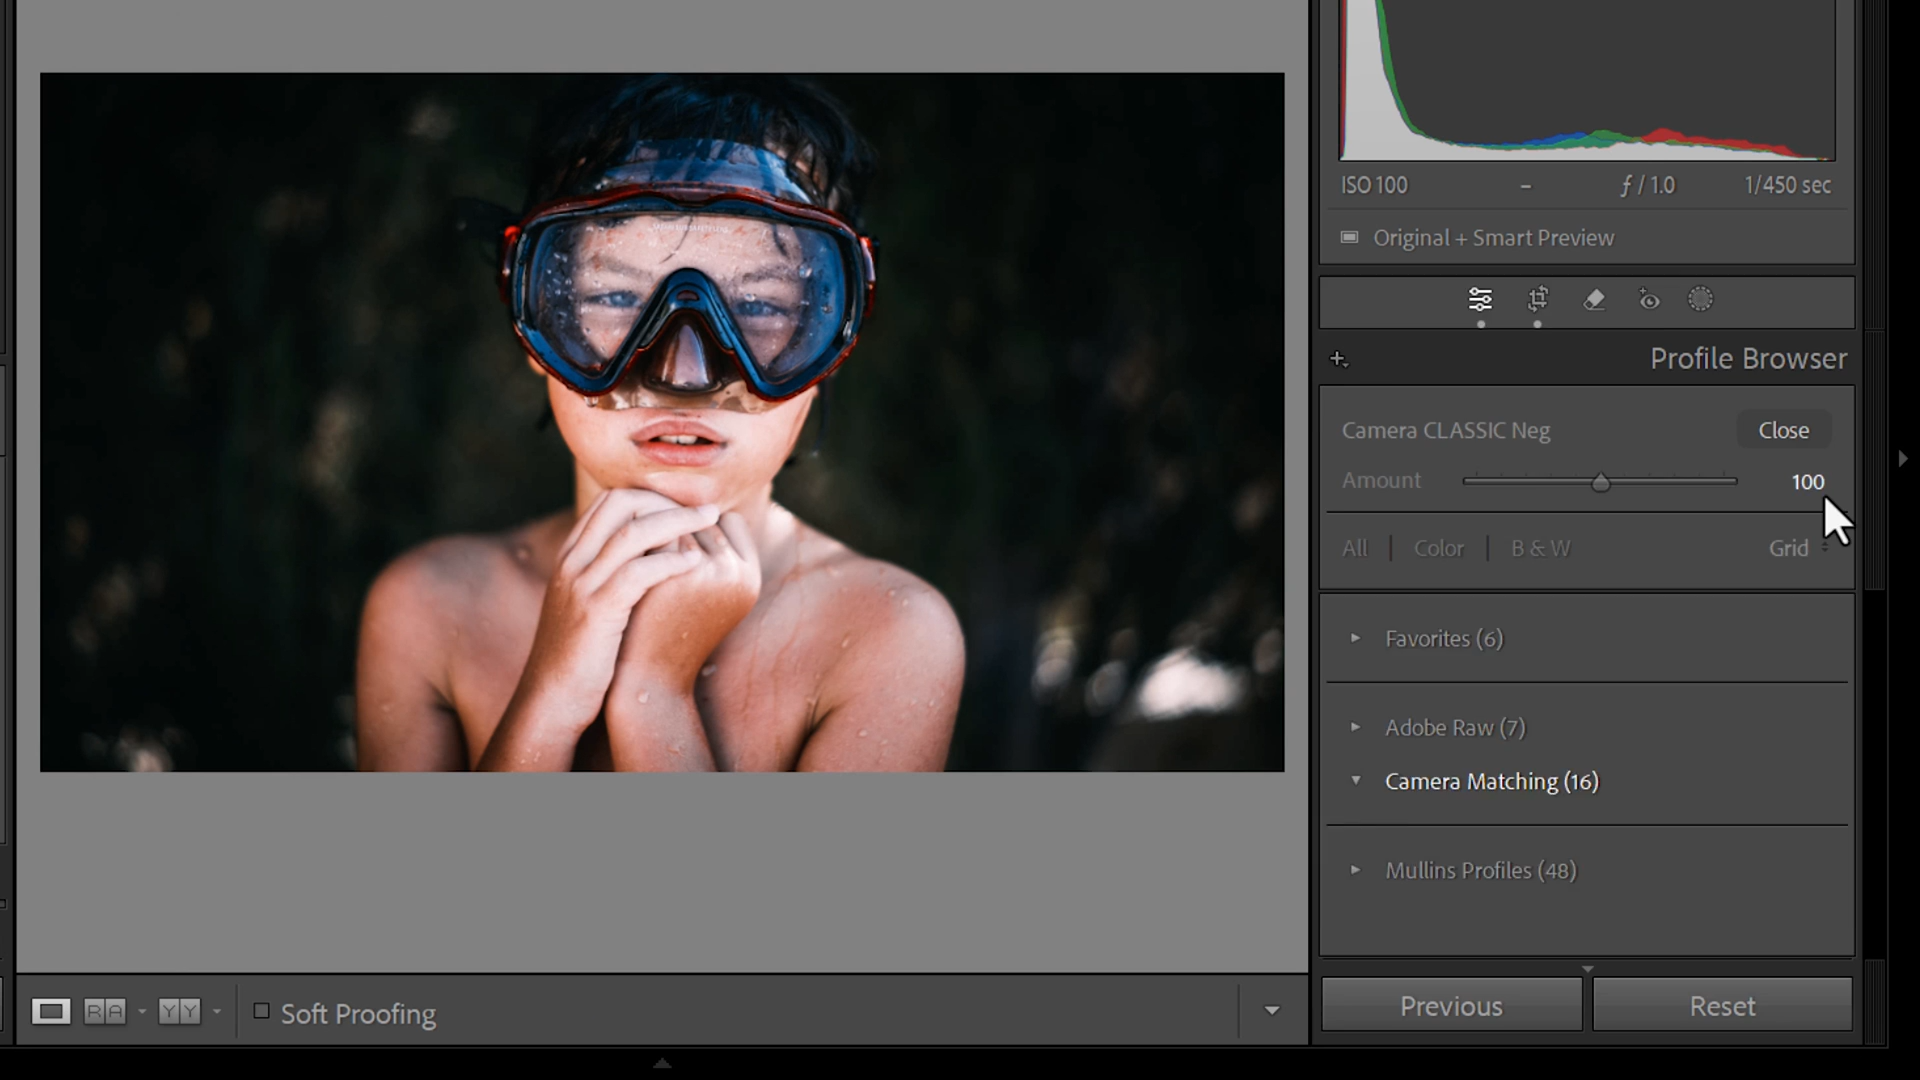 ISO 100 – ƒ / 1.0 1/450 sec
Original + Smart Preview
Profile Browser
Camera CLASSIC Neg Close
Amount 100
All | Color | B & W Grid
Favorites (6)
Adobe Raw (7)
Camera Matching (16)
Mullins Profiles (48)
R A Y Y Soft Proofing Previous Reset